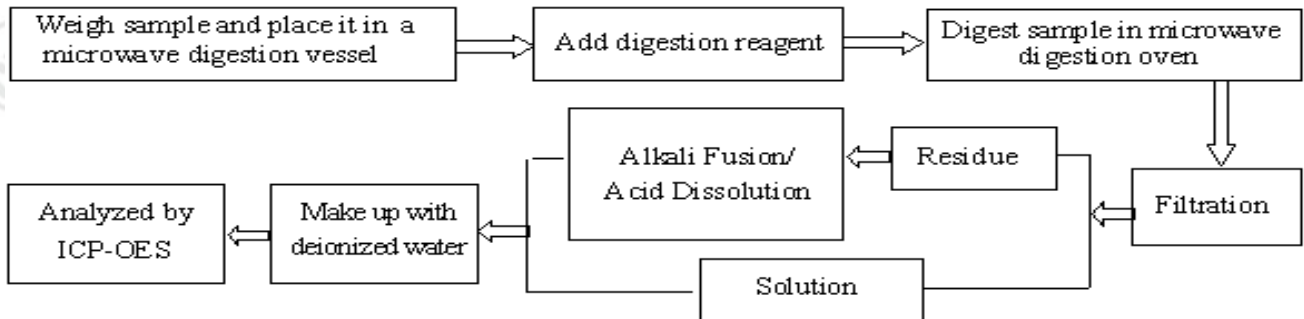 Weigh sample and place it in a
microwave digestion vessel
Add digestion reagent
Digest sample in microwave
digestion oven
Filtration
Residue
Alkali Fusion/
Acid Dissolution
Solution
Make up with
deionized water
Analyzed by
ICP-OES